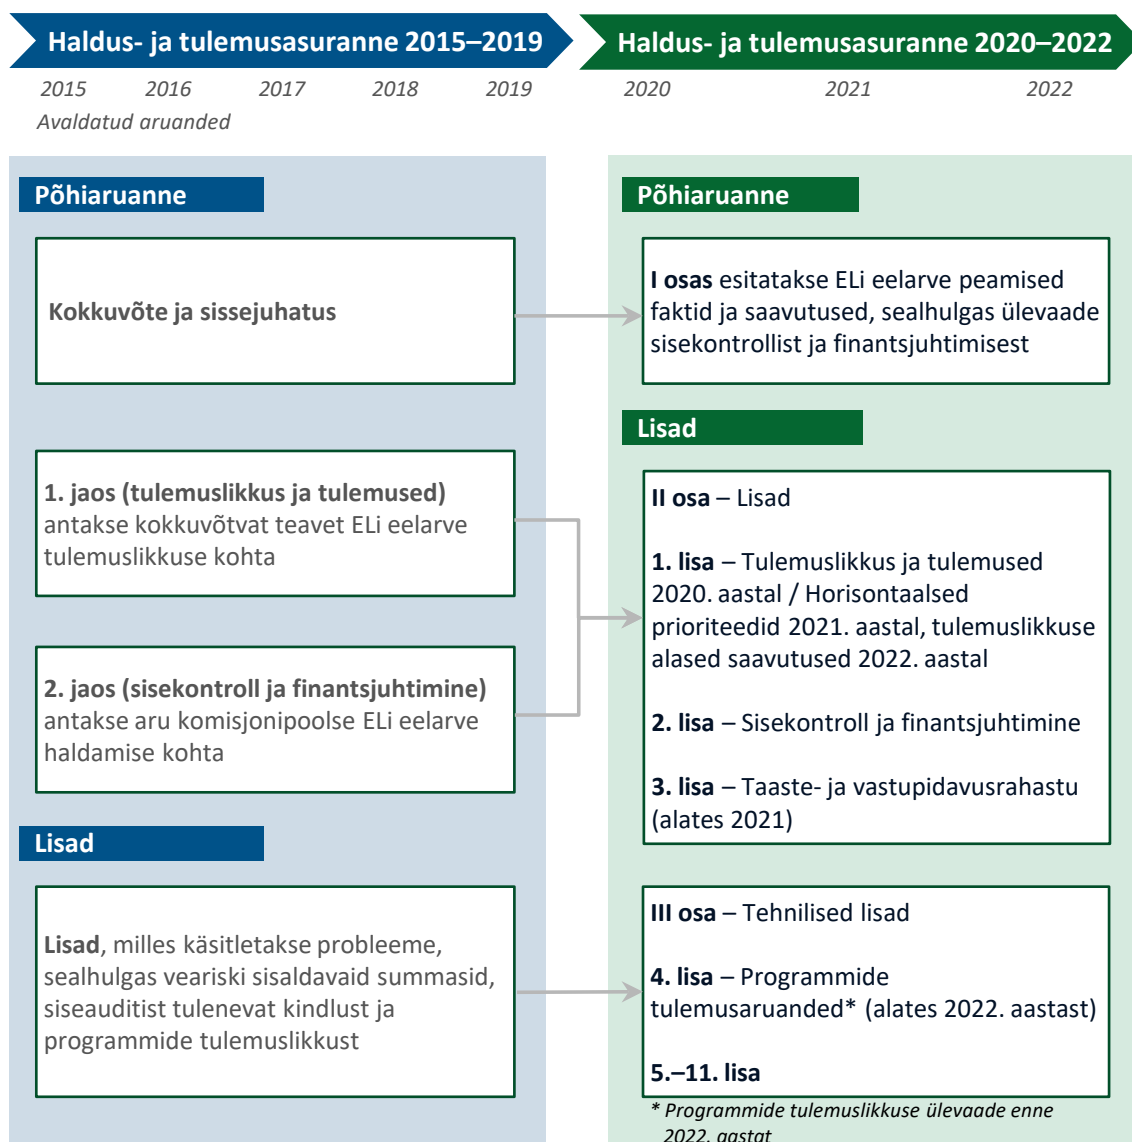 Haldus- ja tulemusasuranne 2015–2019
2015 2016 2017 2018 2019
Avaldatud aruanded
Põhiaruanne
Kokkuvõte ja sissejuhatus
1. jaos (tulemuslikkus ja tulemused)
antakse kokkuvõtvat teavet ELi eelarve
tulemuslikkuse kohta
2. jaos (sisekontroll ja finantsjuhtimine)
antakse aru komisjonipoolse ELi eelarve
haldamise kohta
Lisad
Lisad, milles käsitletakse probleeme,
sealhulgas veariski sisaldavaid summasid,
siseauditist tulenevat kindlust ja
programmide tulemuslikkust
Haldus- ja tulemusasuranne 2020–2022
2020 2021 2022
Põhiaruanne
I osas esitatakse ELi eelarve peamised
faktid ja saavutused, sealhulgas ülevaade
sisekontrollist ja finantsjuhtimisest
Lisad
II osa – Lisad
1. lisa – Tulemuslikkus ja tulemused
2020. aastal / Horisontaalsed
prioriteedid 2021. aastal, tulemuslikkuse
alased saavutused 2022. aastal
2. lisa – Sisekontroll ja finantsjuhtimine
3. lisa – Taaste- ja vastupidavusrahastu
(alates 2021)
III osa – Tehnilised lisad
4. lisa – Programmide
tulemusaruanded* (alates 2022. aastast)
5.–11. lisa
* Programmide tulemuslikkuse ülevaade enne
2022. aastat